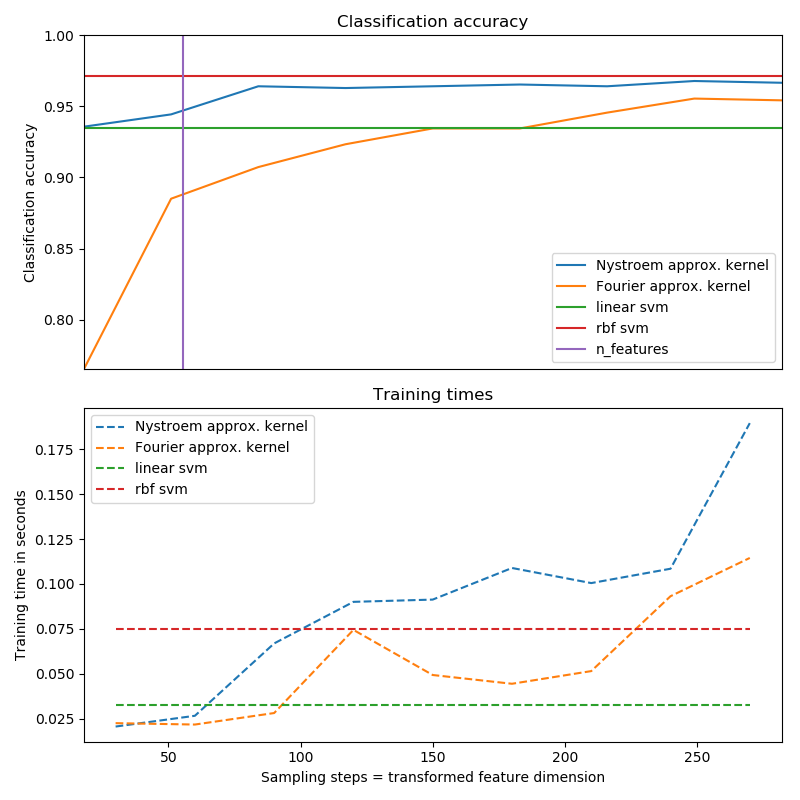 Classification accuracy
1.00
0.95
0.90
0.85
0.80
Classification accuracy
Nystroem approx. kernel
Fourier approx. kernel
linear svm
rbf svm
n_features
Training times
0.175
0.150
0.125
0.100
0.075
0.050
0.025
Training time in seconds
Nystroem approx. kernel
Fourier approx. kernel
linear svm
rbf svm
50 100 150 200 250
Sampling steps = transformed feature dimension